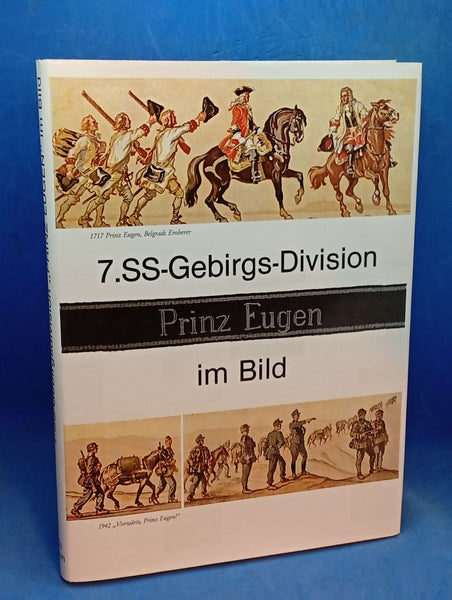 1717 Prinz Eugen, Belgrads Eroberer
7.SS-Gebirgs-Division
Prinz Eugen
im Bild
1942 „Vorwärts, Prinz Eugen!“